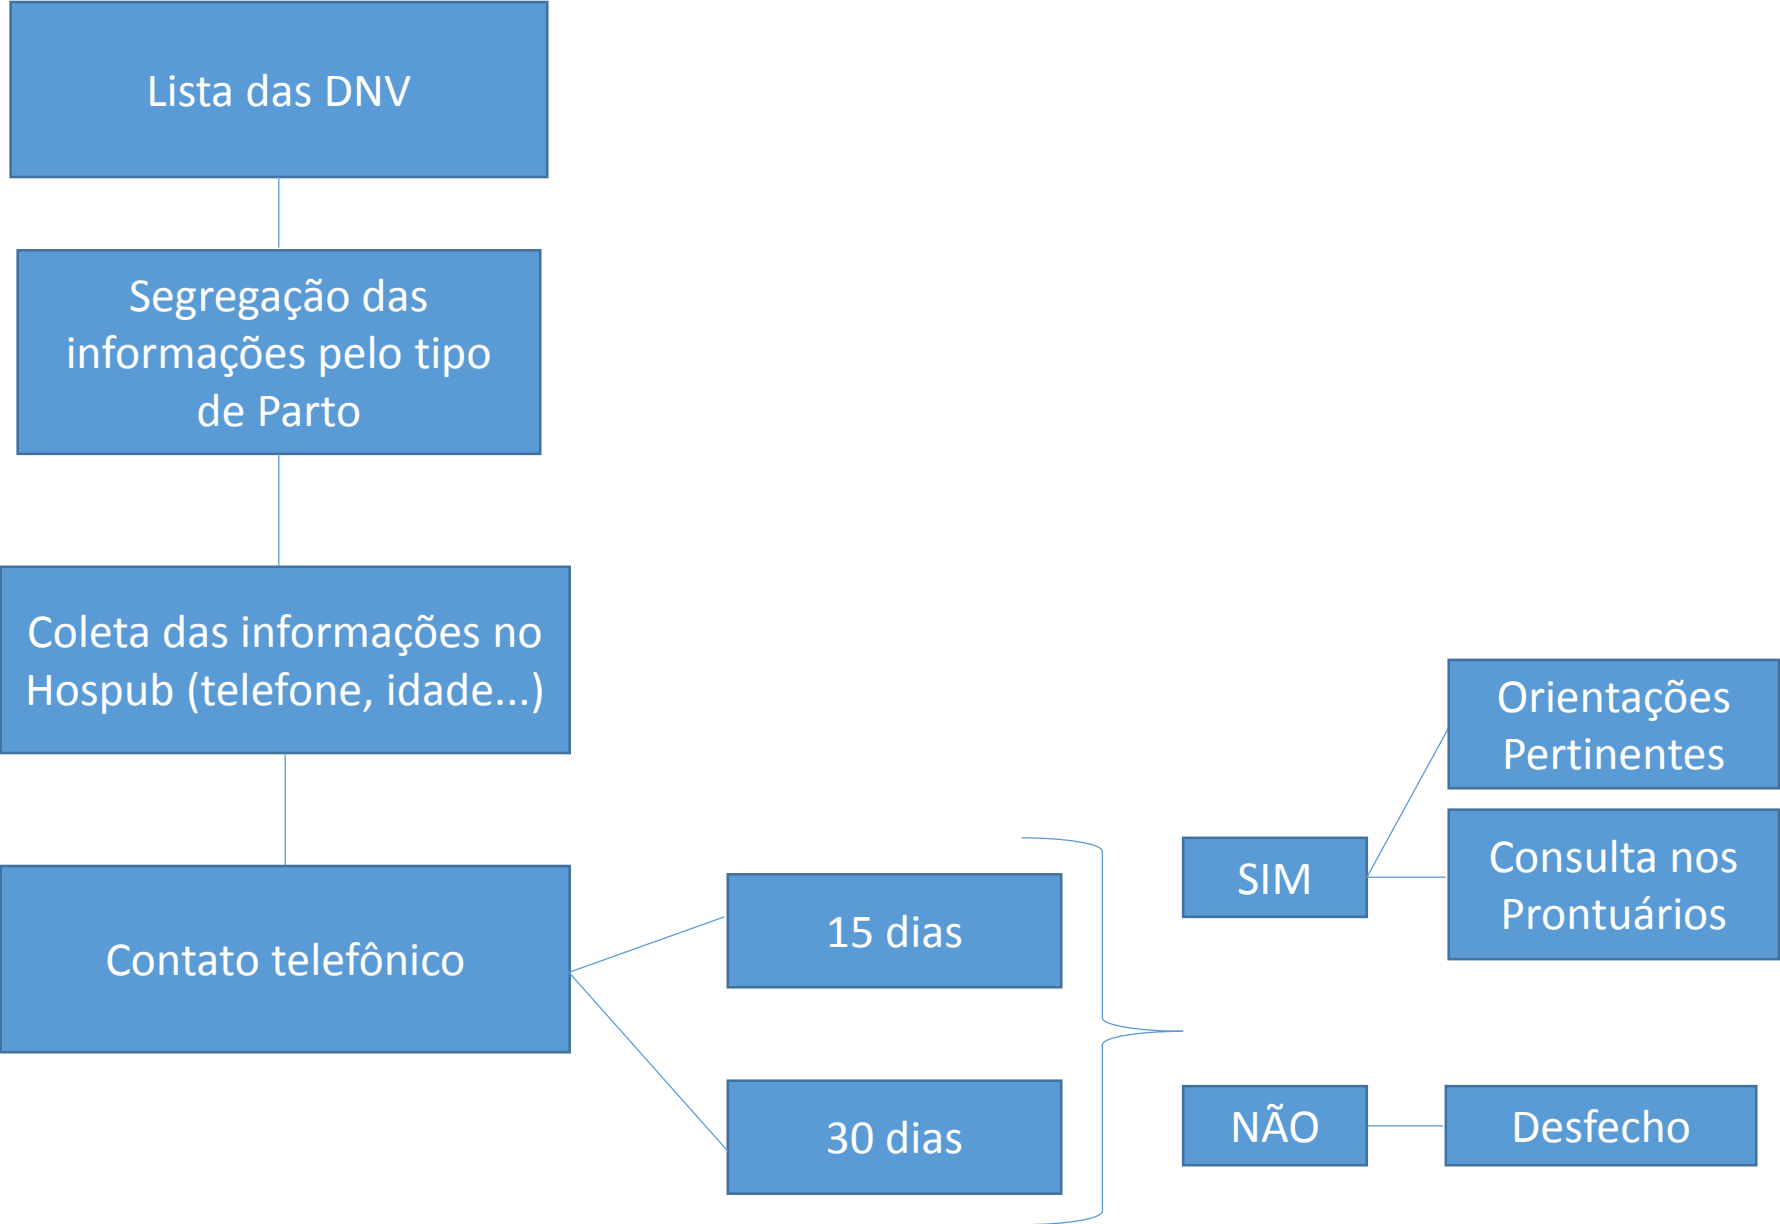 Lista das DNV
Segregação das
informações pelo tipo
de Parto
Coleta das informações no
Hospub (telefone, idade...)
Contato telefônico
15 dias
30 dias
SIM
Orientações
Pertinentes
Consulta nos
Prontuários
NÃO
Desfecho